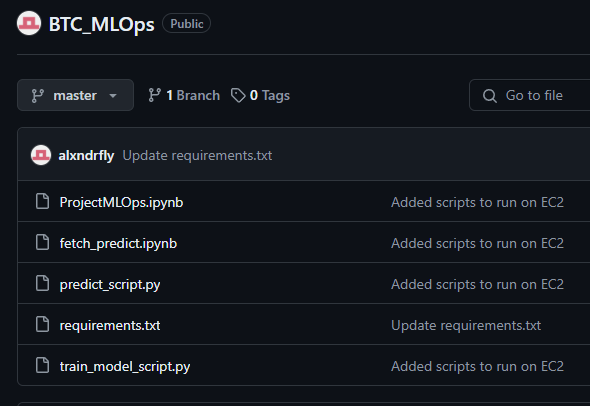 BTC_MLOps Public
master 1 Branch 0 Tags Go to file
alxndrfly Update requirements.txt
ProjectMLOps.ipynb Added scripts to run on EC2
fetch_predict.ipynb Added scripts to run on EC2
predict_script.py Added scripts to run on EC2
requirements.txt Update requirements.txt
train_model_script.py Added scripts to run on EC2